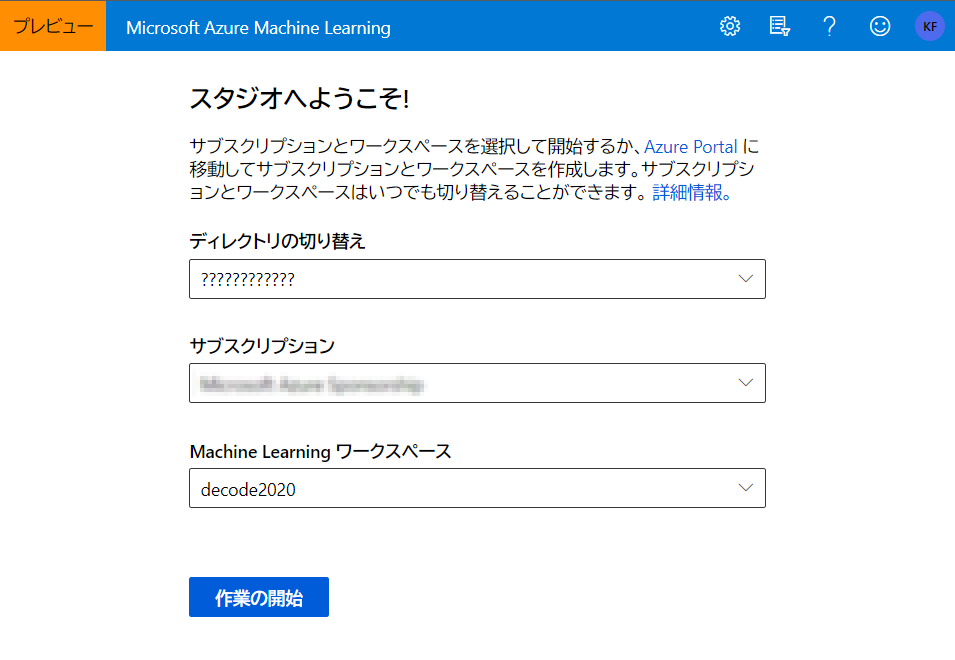 プレビュー
Microsoft Azure Machine Learning
KF
スタジオへようこそ!
サブスクリプションとワークスペースを選択して開始するか、Azure Portal に
移動してサブスクリプションとワークスペースを作成します。サブスクリプシ
ョンとワークスペースはいつでも切り替えることができます。詳細情報。
ディレクトリの切り替え
????????????
サブスクリプション
Machine Learning ワークスペース
decode2020
作業の開始